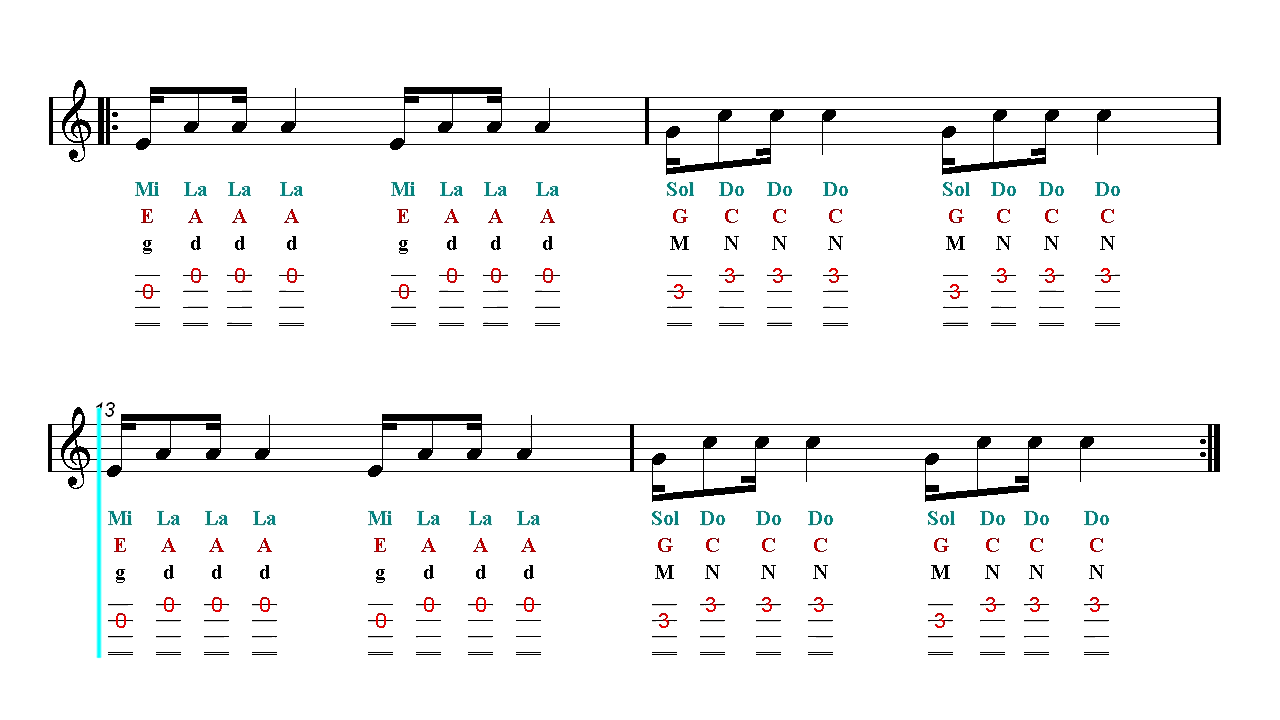 Mi La La La Mi La La La Sol Do Do Do Sol Do Do Do
E A A A E A A A G C C C G C C C
g d d d g d d d M N N N M N N N
0 0 0 0 0 0 0 3 3 3 3 3 3
0 0 3 3
13
Mi La La La Mi La La La Sol Do Do Do Sol Do Do Do
E A A A E A A A G C C C G C C C
g d d d g d d d M N N N M N N N
0 0 0 0 0 0 3 3 3 3 3 3
0 0 3 3